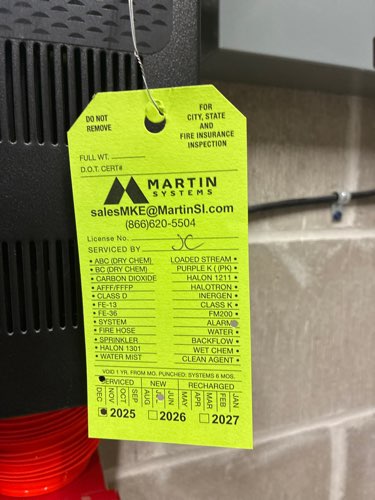 DO NOT
REMOVE
FOR
CITY, STATE
AND
FIRE INSURANCE
INSPECTION
FULL WT.
D.O.T. CERT#
MARTIN
SYSTEMS
salesMKE@MartinSI.com
(866)620-5504
License No.
SERVICED BY JC
• ABC (DRY CHEM) LOADED STREAM •
• BC (DRY CHEM) PURPLE K (PK) •
• CARBON DIOXIDE HALON 1211 •
• AFFF/FFFP HALOTRON •
• CLASS D INERGEN •
• FE-13 CLASS K •
• FE-36 FM200 •
• SYSTEM ALARM
• FIRE HOSE WATER •
• SPRINKLER BACKFLOW •
• HALON 1301 WET CHEM •
• WATER MIST CLEAN AGENT •
VOID 1 YR. FROM MO. PUNCHED: SYSTEMS 6 MOS.
SERVICED NEW RECHARGED
DEC NOV OCT SEP AUG JUN MAY APR MAR FEB JAN
2025 2026 2027